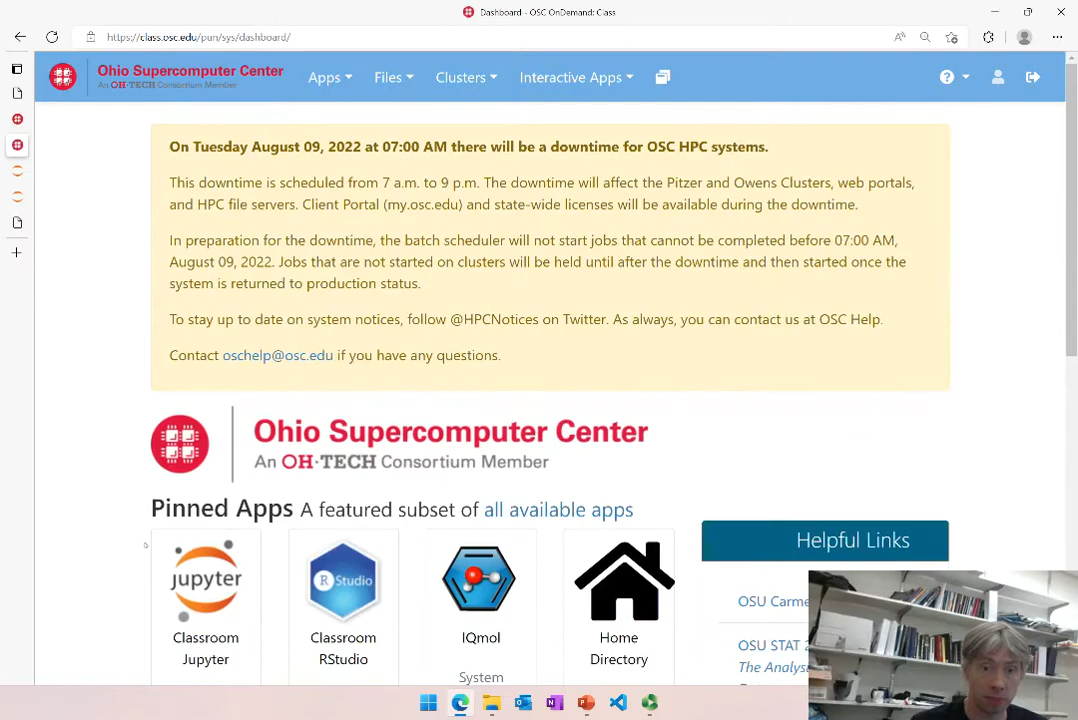 Dashboard - OSC OnDemand: Class
https://class.osc.edu/pun/sys/dashboard/
Ohio Supercomputer Center
An OH·TECH Consortium Member
Apps Files Clusters Interactive Apps
On Tuesday August 09, 2022 at 07:00 AM there will be a downtime for OSC HPC systems.
This downtime is scheduled from 7 a.m. to 9 p.m. The downtime will affect the Pitzer and Owens Clusters, web portals,
and HPC file servers. Client Portal (my.osc.edu) and state-wide licenses will be available during the downtime.
In preparation for the downtime, the batch scheduler will not start jobs that cannot be completed before 07:00 AM,
August 09, 2022. Jobs that are not started on clusters will be held until after the downtime and then started once the
system is returned to production status.
To stay up to date on system notices, follow @HPCNotices on Twitter. As always, you can contact us at OSC Help.
Contact oschelp@osc.edu if you have any questions.
Ohio Supercomputer Center
An OH·TECH Consortium Member
Pinned Apps A featured subset of all available apps
Helpful Links
jupyter
R Studio
Classroom Jupyter
Classroom RStudio
IQmol
Home Directory
System
OSU Carme
OSU STAT 2
The Analys